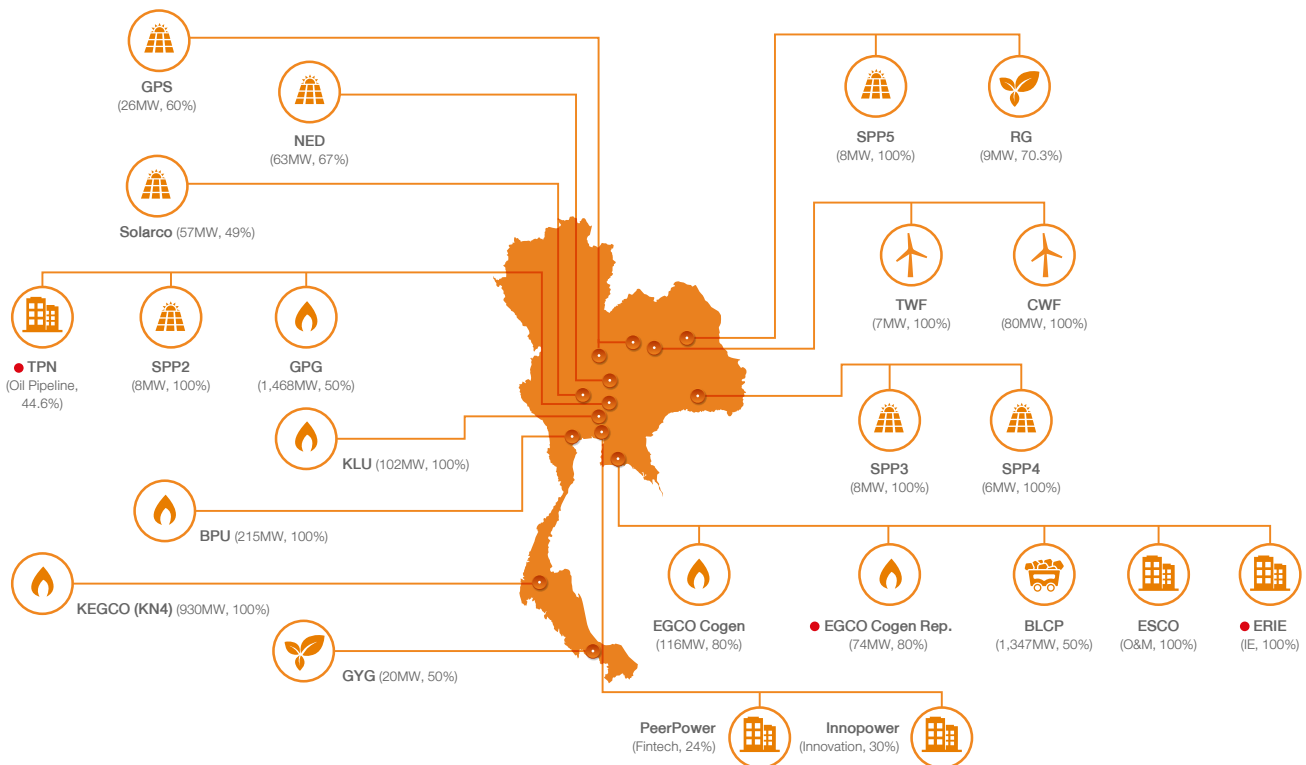 GPS
(26MW, 60%)
NED
(63MW, 67%)
Solarco (57MW, 49%)
SPP5
(8MW, 100%)
RG
(9MW, 70.3%)
TWF
(7MW, 100%)
CWF
(80MW, 100%)
TPN
(Oil Pipeline,
44.6%)
SPP2
(8MW, 100%)
GPG
(1,468MW, 50%)
KLU (102MW, 100%)
SPP3
(8MW, 100%)
SPP4
(6MW, 100%)
BPU (215MW, 100%)
KEGCO (KN4) (930MW, 100%)
EGCO Cogen
(116MW, 80%)
EGCO Cogen Rep.
(74MW, 80%)
BLCP
(1,347MW, 50%)
ESCO
(O&M, 100%)
ERIE
(IE, 100%)
GYG (20MW, 50%)
PeerPower
(Fintech, 24%)
Innopower
(Innovation, 30%)